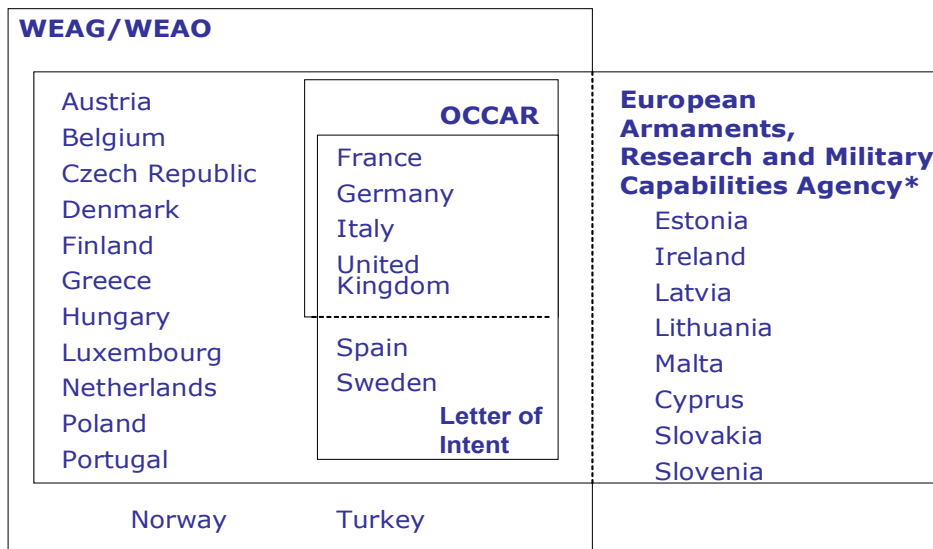 WEAG/WEAO
Austria
Belgium
Czech Republic
Denmark
Finland
Greece
Hungary
Luxembourg
Netherlands
Poland
Portugal
OCCAR
France
Germany
Italy
United
Kingdom
Spain
Sweden
Letter of
Intent
European
Armaments,
Research and Military
Capabilities Agency*
Estonia
Ireland
Latvia
Lithuania
Malta
Cyprus
Slovakia
Slovenia
Norway
Turkey